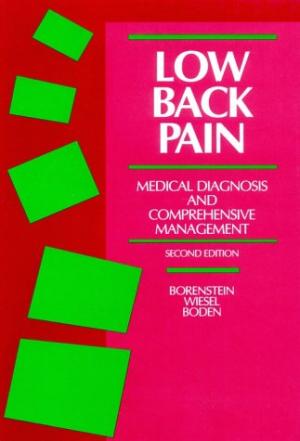 LOW
BACK
PAIN
MEDICAL DIAGNOSIS
AND
COMPREHENSIVE
MANAGEMENT
SECOND EDITION
BORENSTEIN
WIESEL
BODEN